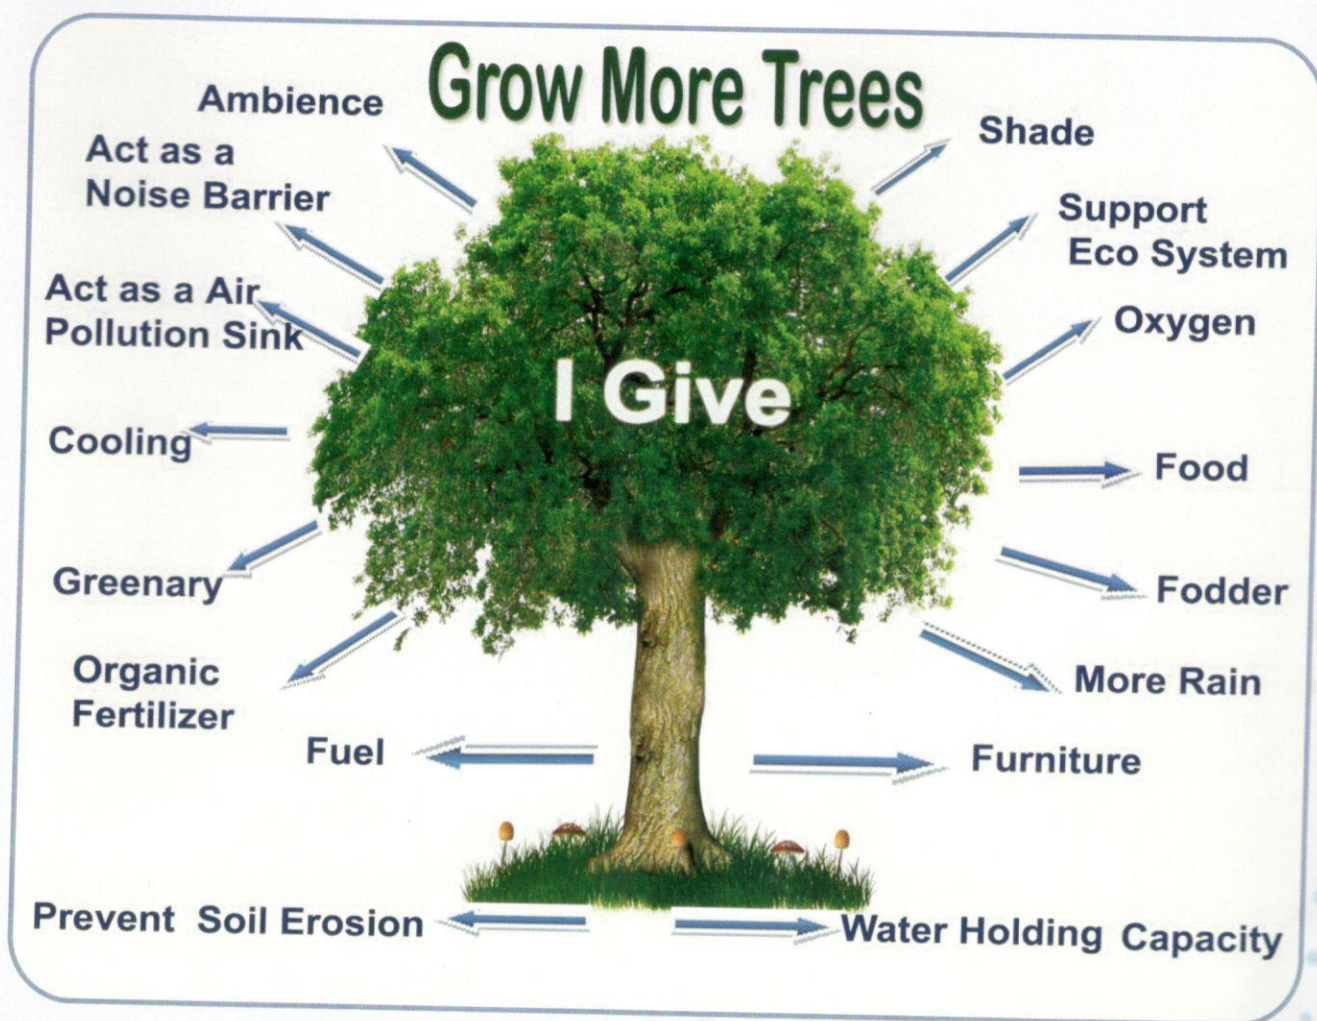 Grow More Trees
Ambience
Act as a
Noise Barrier
Act as a Air
Pollution Sink
Cooling
Greenary
Organic
Fertilizer
Fuel
Prevent Soil Erosion
I Give
Shade
Support
Eco System
Oxygen
Food
Fodder
More Rain
Furniture
Water Holding Capacity